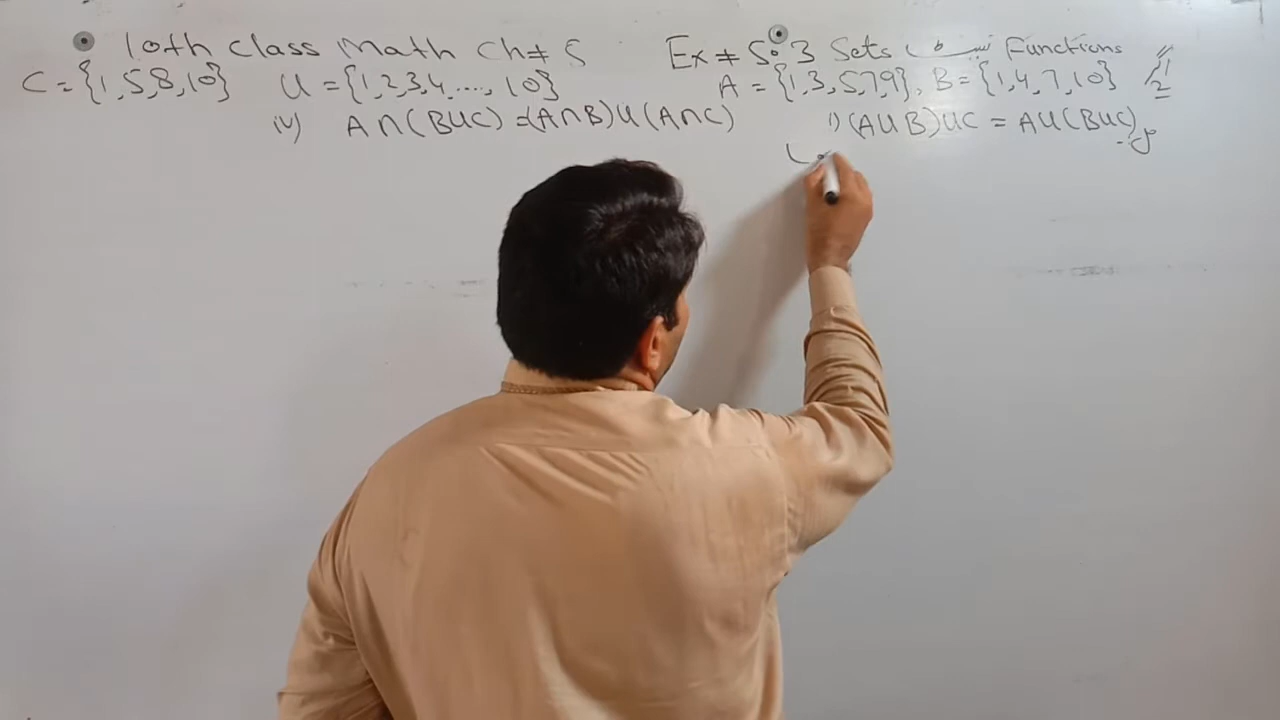 10th class Math Ch# 5 Ex # 5.3 Sets Functions
C = {1,5,8,10} U = {1,2,3,4....,10} A = {1,3,5,7,9}, B = {1,4,7,10}
iv) A∩(B∪C) =(A∩B)∪(A∩C) i) (A∪B)∪C = A∪(B∪C)